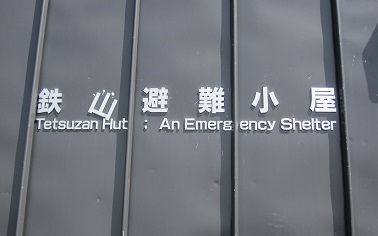 鉄山避難小屋
Tetsuzan Hut ; An Emergency Shelter